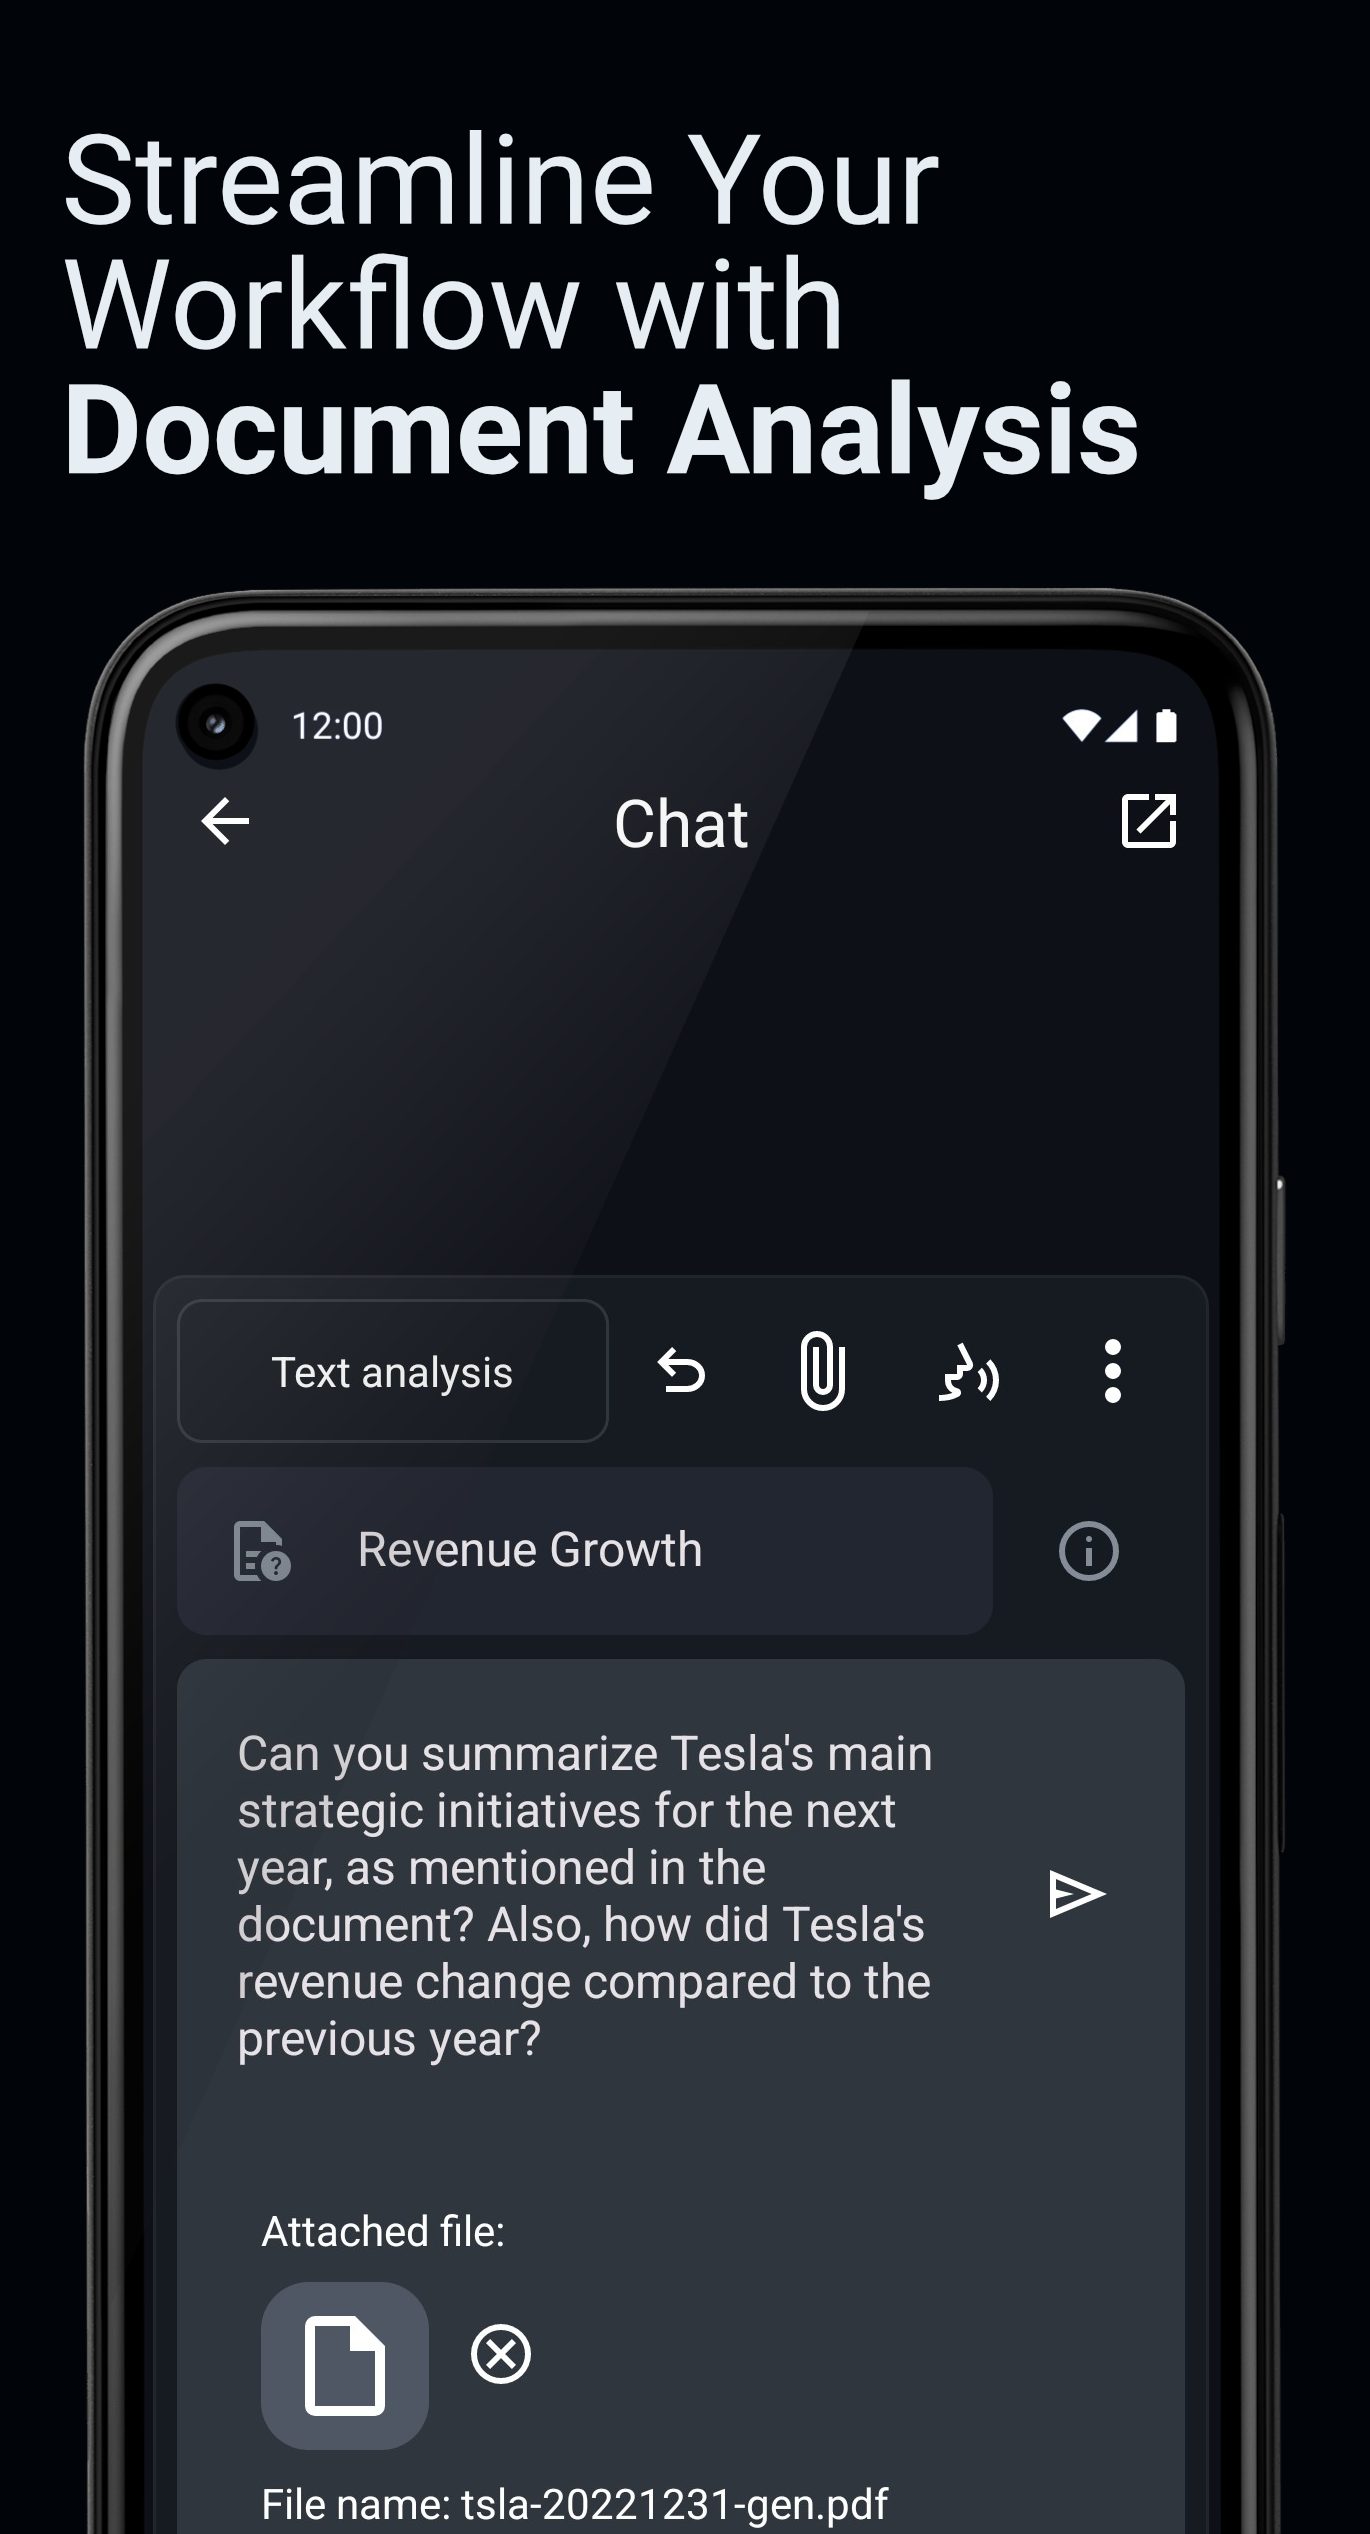 Streamline Your
Workflow with
Document Analysis
12:00
Chat
Text analysis
Revenue Growth
Can you summarize Tesla's main
strategic initiatives for the next
year, as mentioned in the
document? Also, how did Tesla's
revenue change compared to the
previous year?
Attached file:
File name: tsla-20221231-gen.pdf